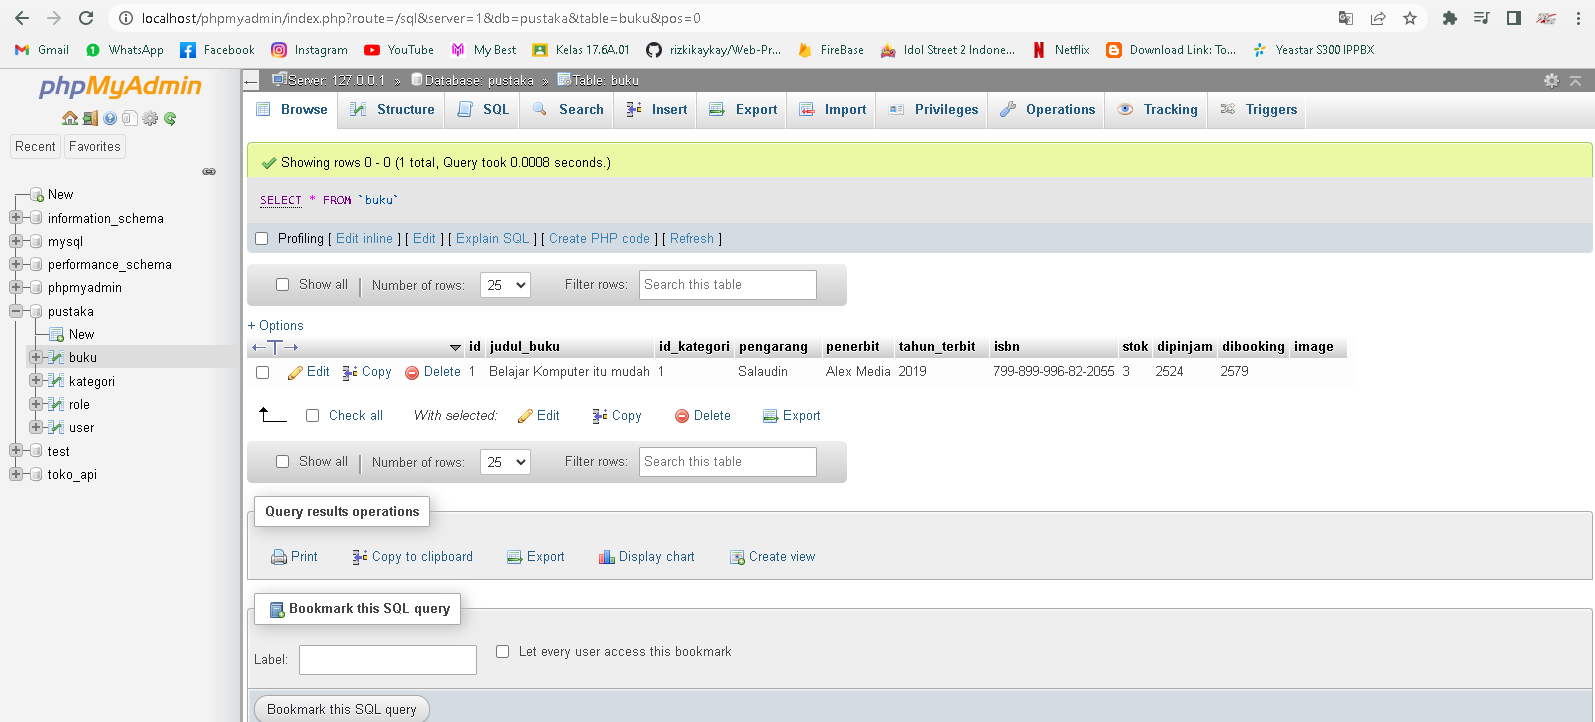 localhost/phpmyadmin/index.php?route=/sql&server=1&db=pustaka&table=buku&pos=0
Gmail WhatsApp Facebook Instagram YouTube My Best Kelas 17.6A.01 rizkikaykay/Web-Pr... FireBase Idol Street 2 Indone... Netflix Download Link: To... Yeastar S300 IPPBX
phpMyAdmin
Recent Favorites
New
information_schema
mysql
performance_schema
phpmyadmin
pustaka
New
buku
kategori
role
user
test
toko_api
Server: 127.0.0.1 » Database: pustaka » Table: buku
Browse Structure SQL Search Insert Export Import Privileges Operations Tracking Triggers
Showing rows 0 - 0 (1 total, Query took 0.0008 seconds.)
SELECT * FROM `buku`
Profiling [ Edit inline ] [ Edit ] [ Explain SQL ] [ Create PHP code ] [ Refresh ]
Show all | Number of rows: 25 Filter rows: Search this table
+ Options
←T→ id judul_buku id_kategori pengarang penerbit tahun_terbit isbn stok dipinjam dibooking image
Edit Copy Delete 1 Belajar Komputer itu mudah 1 Salaudin Alex Media 2019 799-899-996-82-2055 3 2524 2579
Check all With selected: Edit Copy Delete Export
Show all | Number of rows: 25 Filter rows: Search this table
Query results operations
Print Copy to clipboard Export Display chart Create view
Bookmark this SQL query
Label: Let every user access this bookmark
Bookmark this SQL query